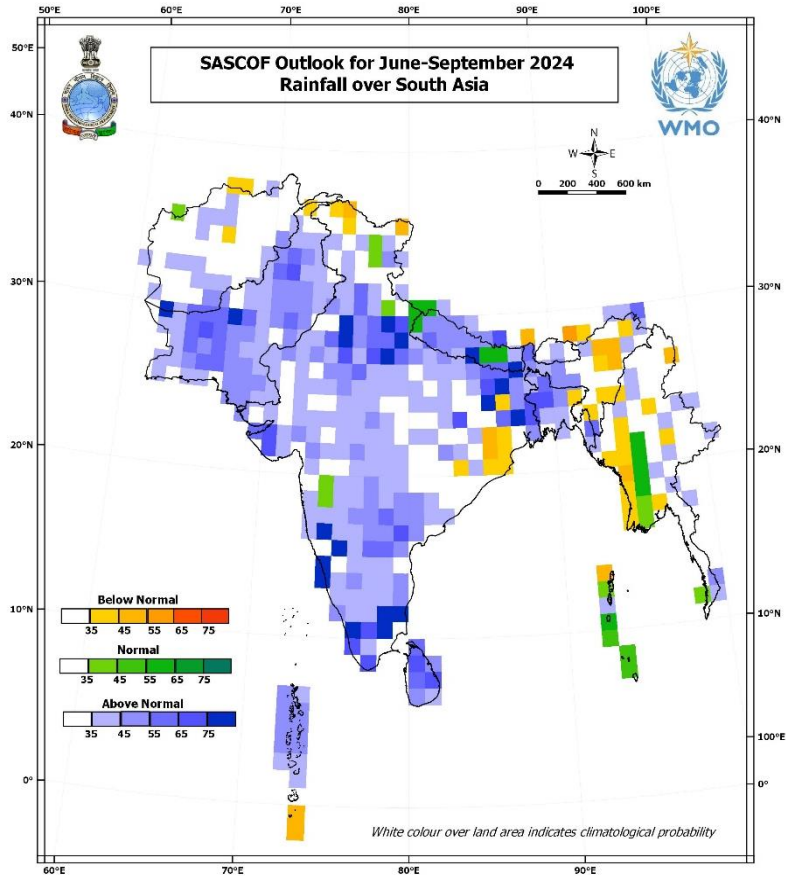 50°E 60°E 70°E 80°E 90°E 100°E
50°E
SASCOF Outlook for June-September 2024
Rainfall over South Asia
WMO
40°N 40°N
N
W E
S
0 200 400 600 km
30°N 30°N
20°N 20°N
10°N 10°N
Below Normal
35 45 55 65 75
Normal
35 45 55 65 75
Above Normal
35 45 55 65 75
100°E
0° 0°
White colour over land area indicates climatological probability
60°E 70°E 80°E 90°E